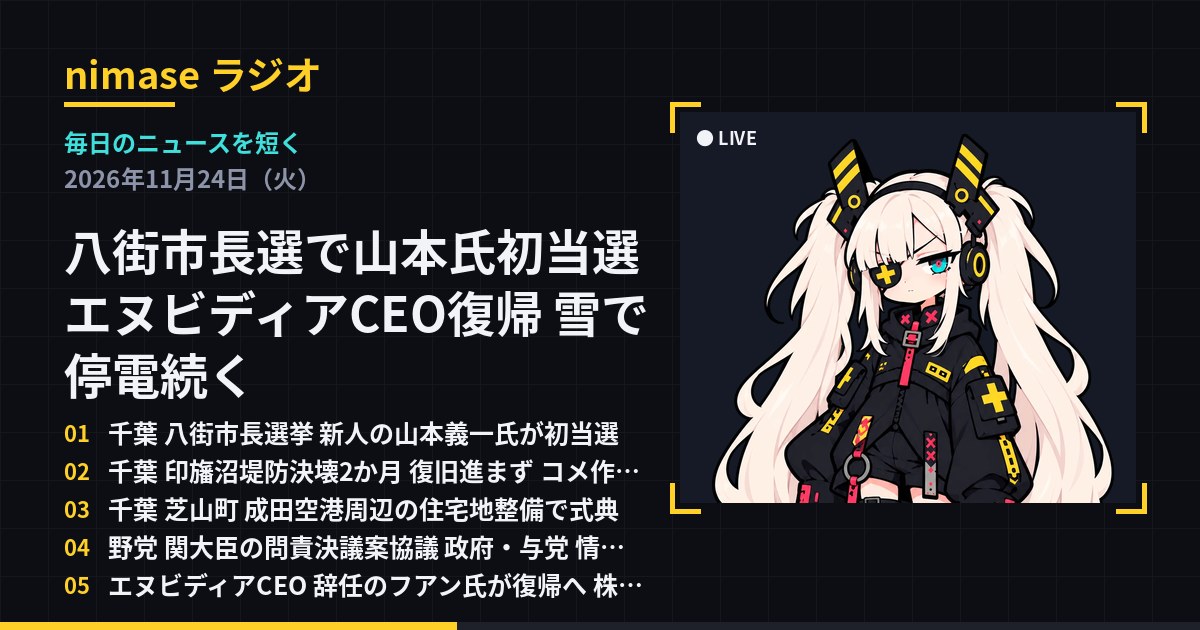 nimase ラジオ
毎日のニュースを短く
2026年11月24日（火）
八街市長選で山本氏初当選
エヌビディアCEO復帰 雪で
停電続く
01 千葉 八街市長選挙 新人の山本義一氏が初当選
02 千葉 印旛沼堤防決壊2か月 復旧進まず コメ作…
03 千葉 芝山町 成田空港周辺の住宅地整備で式典
04 野党 関大臣の問責決議案協議 政府・与党 情…
05 エヌビディアCEO 辞任のフアン氏が復帰へ 株…
LIVE